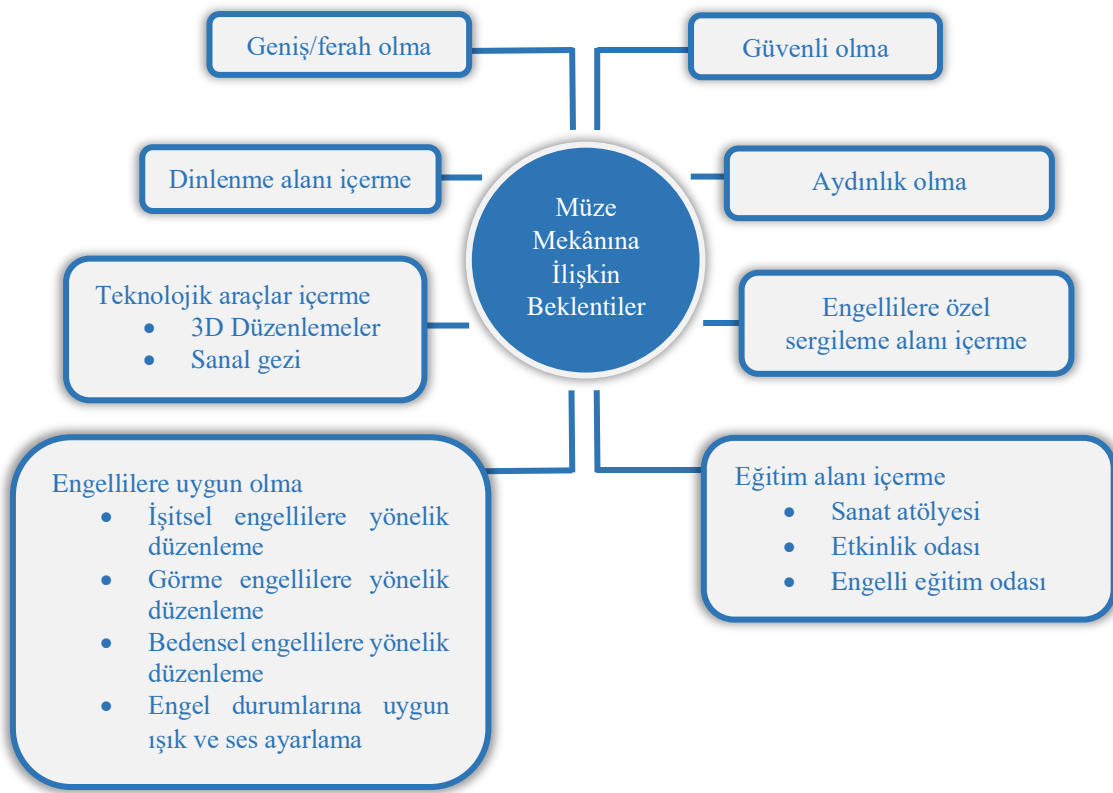 Geniş/ferah olma
Güvenli olma
Dinlenme alanı içerme
Aydınlık olma
Müze
Mekânına
İlişkin
Beklentiler
Teknolojik araçlar içerme
• 3D Düzenlemeler
• Sanal gezi
Engellilere özel
sergileme alanı içerme
Engellilere uygun olma
• İşitsel engellilere yönelik
düzenleme
• Görme engellilere yönelik
düzenleme
• Bedensel engellilere yönelik
düzenleme
• Engel durumlarına uygun
ışık ve ses ayarlama
Eğitim alanı içerme
• Sanat atölyesi
• Etkinlik odası
• Engelli eğitim odası